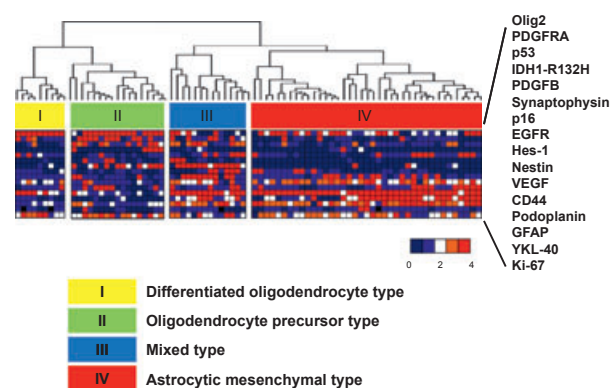 Olig2
PDGFRA
p53
IDH1-R132H
PDGFB
Synaptophysin
p16
EGFR
Hes-1
Nestin
VEGF
CD44
Podoplanin
GFAP
YKL-40
Ki-67
I II III IV
0 2 4
I Differentiated oligodendrocyte type
II Oligodendrocyte precursor type
III Mixed type
IV Astrocytic mesenchymal type